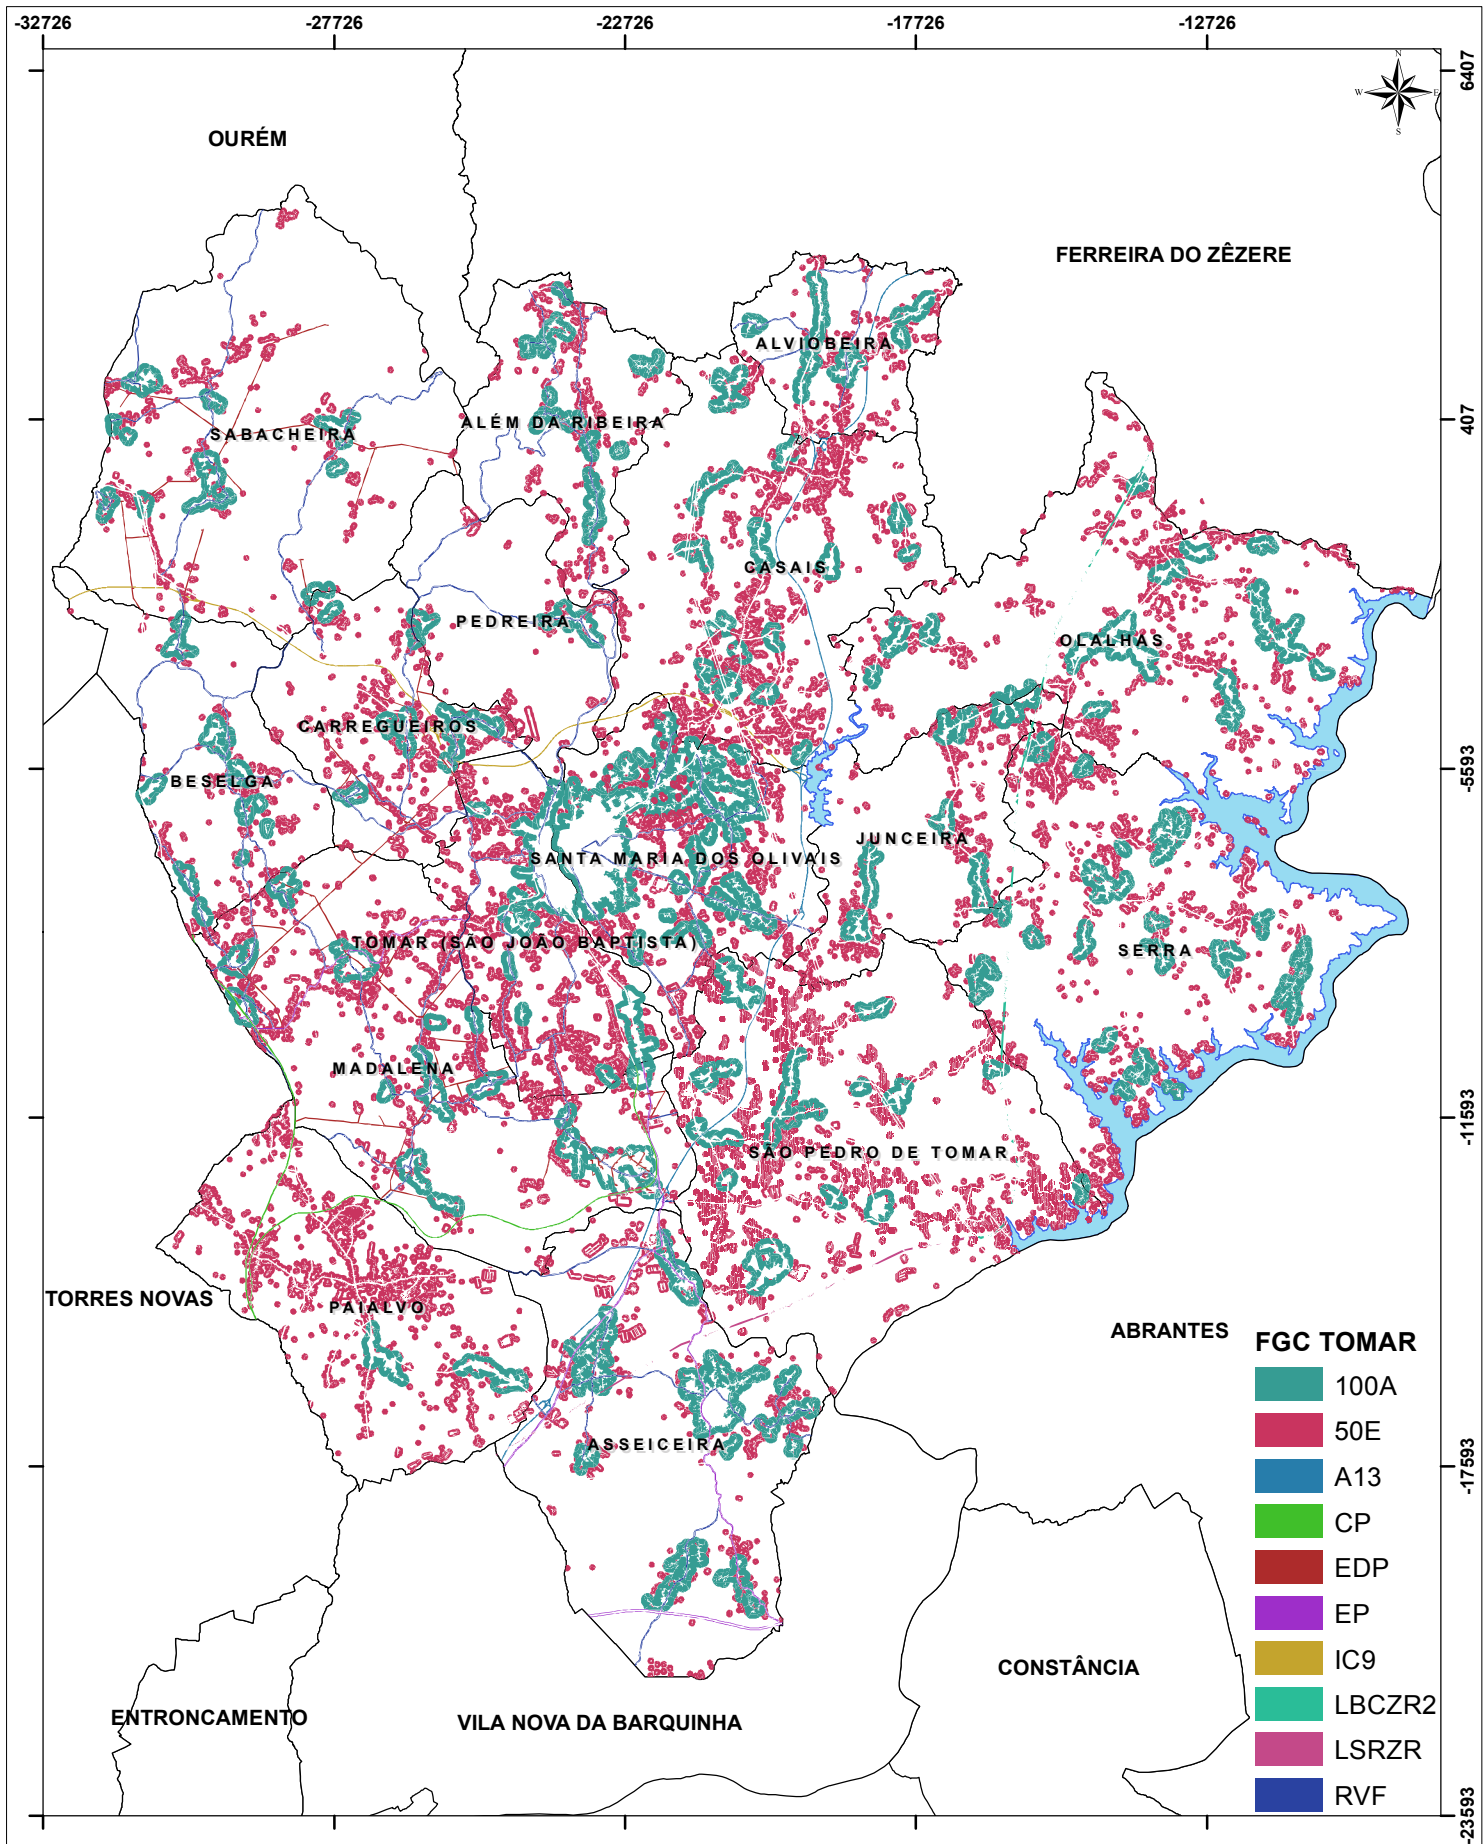 -32726
-27726
-22726
-17726
-12726
6407
N
W
E
S
OURÉM
FERREIRA DO ZÊZERE
ALVIOBEIRA
407
ALÉM DA RIBEIRA
SABACHEIRA
CASAIS
PEDREIRA
OLALHAS
CARREGUEIROS
-5593
BESELGA
JUNCEIRA
SANTA MARIA DOS OLIVAIS
TOMAR (SÃO JOÃO BAPTISTA)
SERRA
MADALENA
-11593
SÃO PEDRO DE TOMAR
TORRES NOVAS
PAIALVO
ABRANTES
FGC TOMAR
100A
50E
ASSEICEIRA
A13
-17593
CP
EDP
EP
IC9
CONSTÂNCIA
LBCZR2
ENTRONCAMENTO
VILA NOVA DA BARQUINHA
LSRZR
RVF
-23593